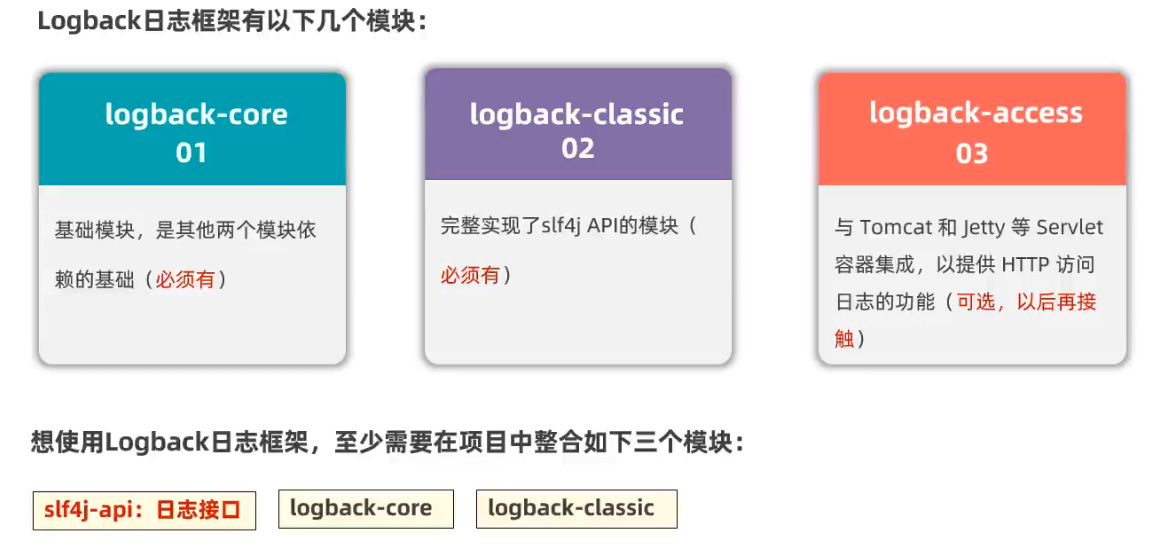 Logback日志框架有以下几个模块：
logback-core
01
基础模块，是其他两个模块依
赖的基础（必须有）
logback-classic
02
完整实现了slf4j API的模块（
必须有）
logback-access
03
与 Tomcat 和 Jetty 等 Servlet
容器集成，以提供 HTTP 访问
日志的功能（可选，以后再接
触）
想使用Logback日志框架，至少需要在项目中整合如下三个模块：
slf4j-api：日志接口
logback-core
logback-classic